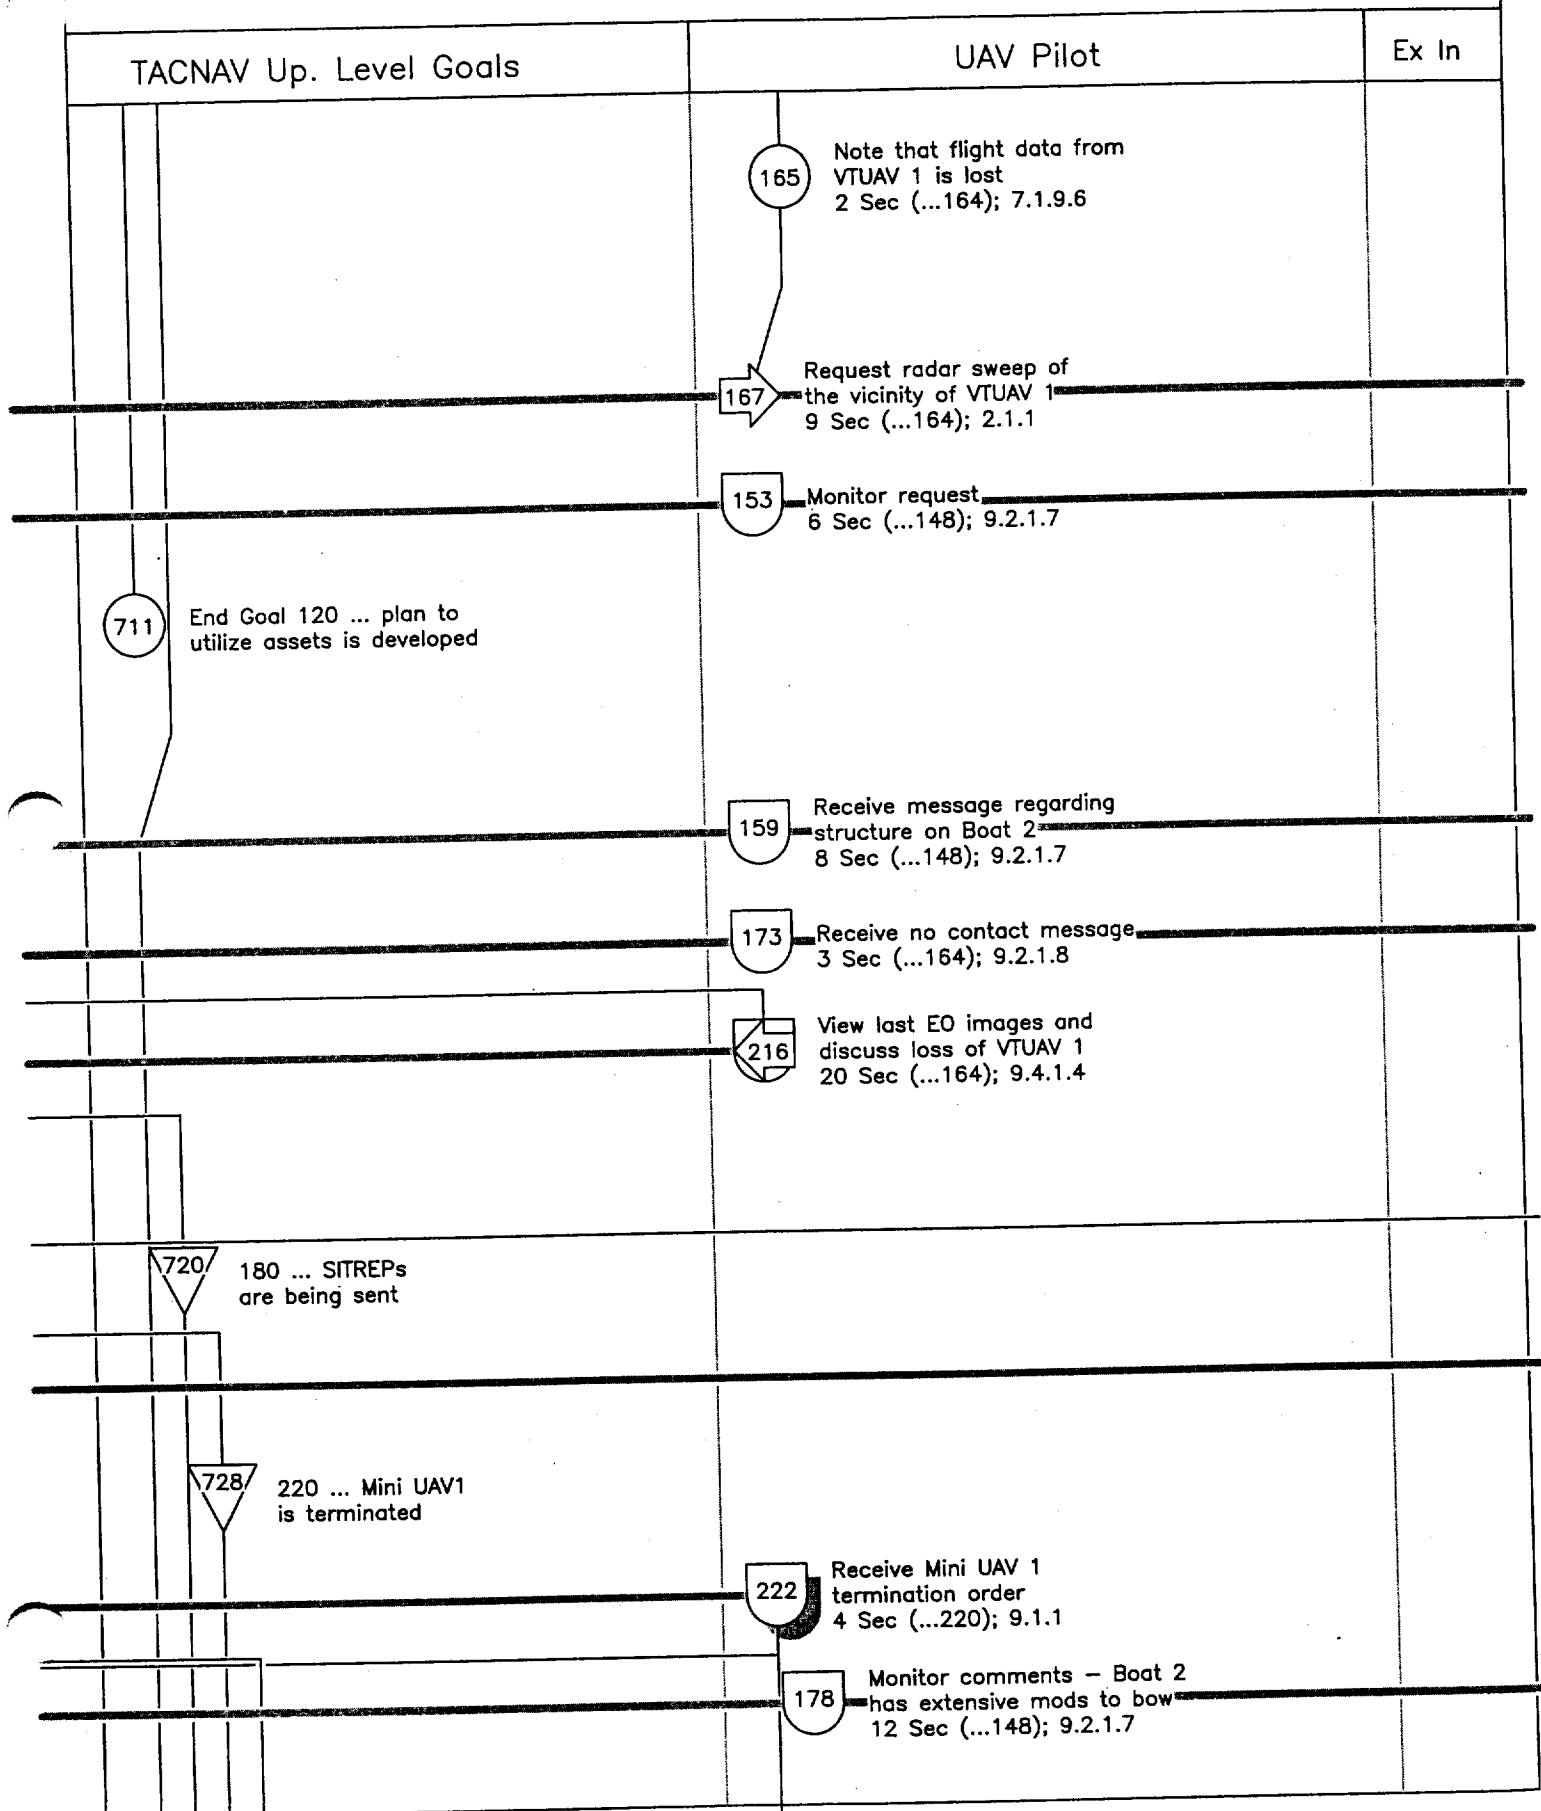 TACNAV Up. Level Goals
UAV Pilot
Ex In
165
Note that flight data from
VTUAV 1 is lost
2 Sec (...164); 7.1.9.6
167
Request radar sweep of
the vicinity of VTUAV 1
9 Sec (...164); 2.1.1
153
Monitor request
6 Sec (...148); 9.2.1.7
711
End Goal 120 ... plan to
utilize assets is developed
159
Receive message regarding
structure on Boat 2
8 Sec (...148); 9.2.1.7
173
Receive no contact message
3 Sec (...164); 9.2.1.8
216
View last EO images and
discuss loss of VTUAV 1
20 Sec (...164); 9.4.1.4
720
180 ... SITREPs
are being sent
728
220 ... Mini UAV1
is terminated
222
Receive Mini UAV 1
termination order
4 Sec (...220); 9.1.1
178
Monitor comments – Boat 2
has extensive mods to bow
12 Sec (...148); 9.2.1.7